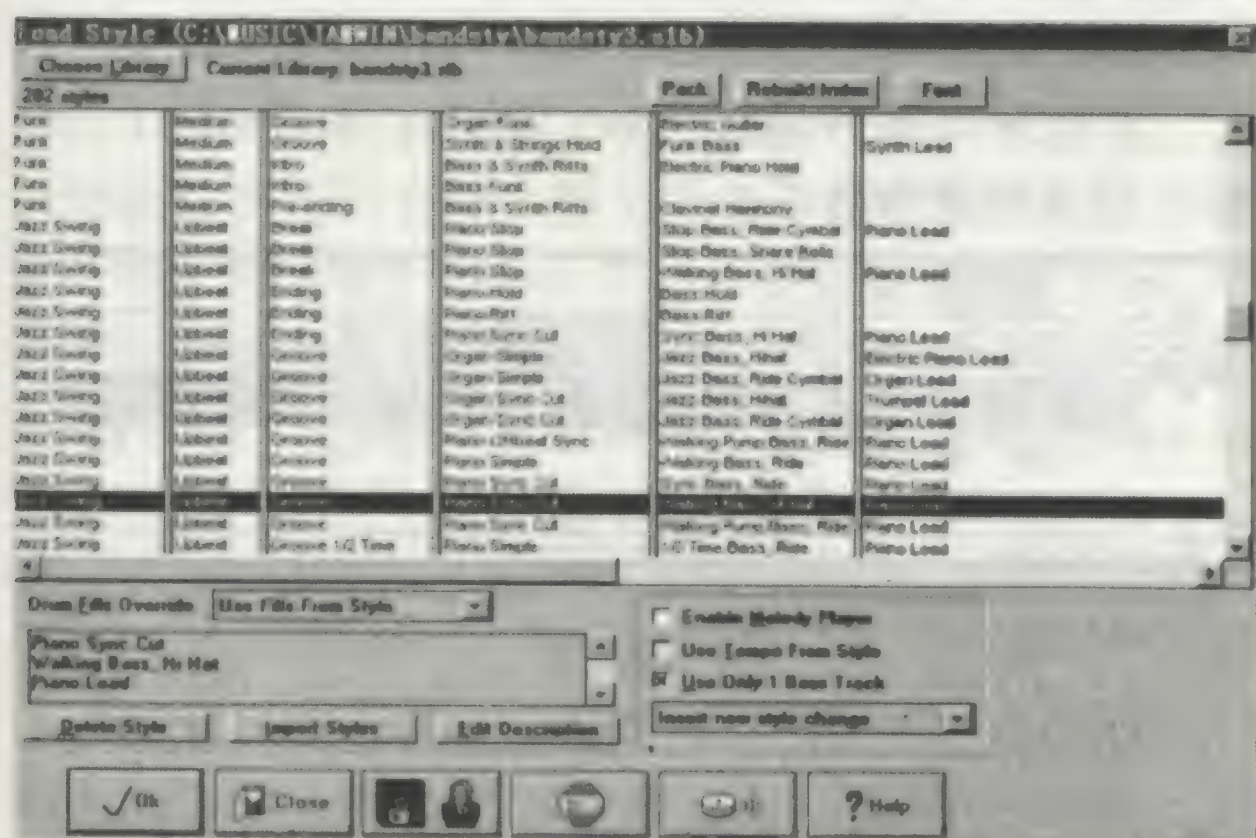 Load Style (C:\MUSIC\JAMWIN\bandsty\bandsty3.slb)
Choose Library Current Library: bandsty3.slb
282 styles Pack Rebuild Index Font
Funk Medium Groove Organ Funk Electric Guitar
Funk Medium Groove Synth & Strings Hold Funk Bass Synth Lead
Funk Medium Intro Bass & Synth Riffs Electric Piano Hold
Funk Medium Intro Bass Funk
Funk Medium Pre-ending Bass & Synth Riffs Clavinet Harmony
Jazz Swing Upbeat Break Piano Stop Stop Bass, Ride Cymbal Piano Lead
Jazz Swing Upbeat Break Piano Stop Stop Bass, Snare Rolls
Jazz Swing Upbeat Break Piano Stop Walking Bass, Hi Hat Piano Lead
Jazz Swing Upbeat Ending Piano Hold Bass Hold
Jazz Swing Upbeat Ending Piano Riff Bass Riff
Jazz Swing Upbeat Ending Piano Sync Cut Sync Bass, Hi Hat Piano Lead
Jazz Swing Upbeat Groove Organ Simple Jazz Bass, Hihat Electric Piano Lead
Jazz Swing Upbeat Groove Organ Simple Jazz Bass, Ride Cymbal Organ Lead
Jazz Swing Upbeat Groove Organ Sync Cut Jazz Bass, Hihat Trumpet Lead
Jazz Swing Upbeat Groove Organ Sync Cut Jazz Bass, Ride Cymbal Organ Lead
Jazz Swing Upbeat Groove Piano Offbeat Sync Walking Pump Bass, Ride Piano Lead
Jazz Swing Upbeat Groove Piano Simple Walking Bass, Ride Piano Lead
Jazz Swing Upbeat Groove Piano Sync Cut Sync Bass, Ride Piano Lead
Jazz Swing Upbeat Groove Piano Sync Cut Walking Pump Bass, Ride Piano Lead
Jazz Swing Upbeat Groove 1/2 Time Piano Simple 1/2 Time Bass, Ride Piano Lead
Drum Fills Override Use Fills From Style
Piano Sync Cut
Walking Bass, Hi Hat
Piano Lead
Enable Melody Player
Use Tempo From Style
Use Only 1 Bass Track
Insert new style change
Delete Style Import Styles Edit Description
Ok Close Help